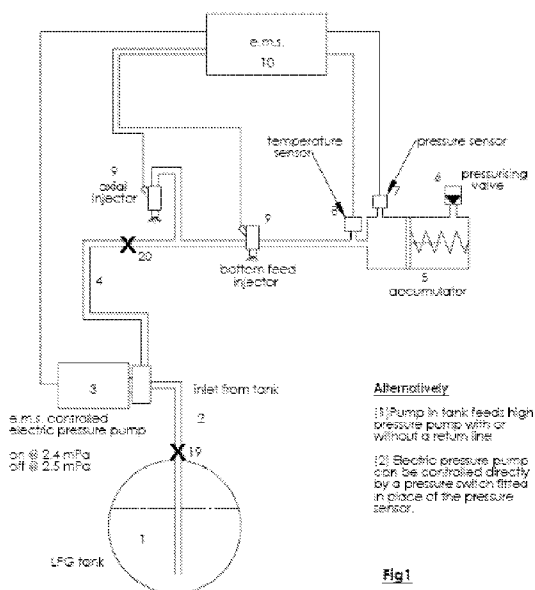 e.m.s.
10
temperature
sensor
pressure sensor
6
pressurising
valve
9
axial
injector
8
7
9
20
bottom feed
injector
5
accumulator
4
3
inlet from tank
2
e.m.s. controlled
electric pressure pump
on @ 2.4 mPa
off @ 2.5 mPa
19
1
LPG tank
Alternatively
(1) Pump in tank feeds high
pressure pump with or
without a return line
(2) Electric pressure pump
can be controlled directly
by a pressure switch fitted
in place of the pressure
sensor.
Fig1